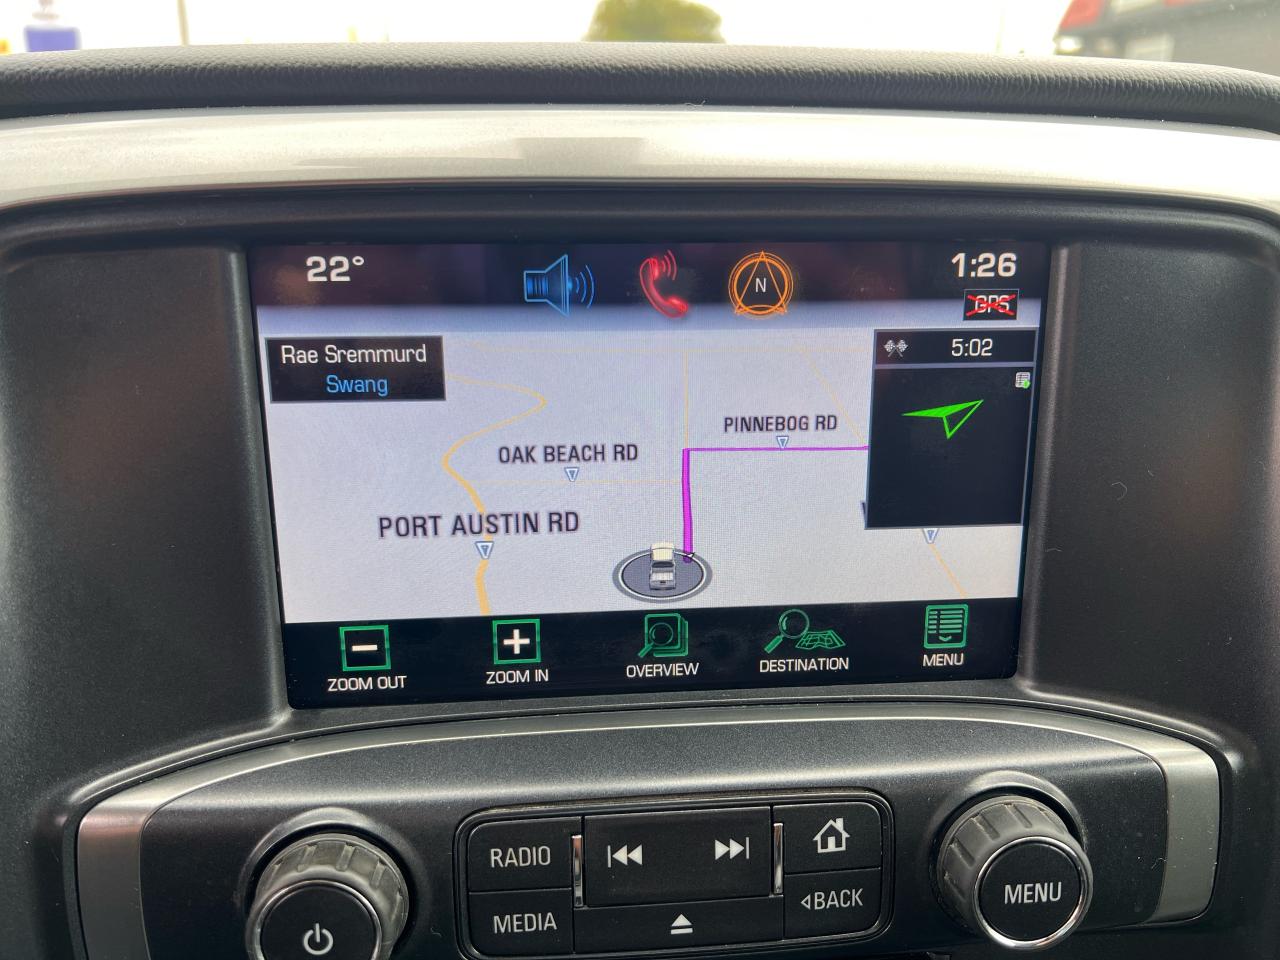 22°
N
1:26
GPS
Rae Sremmurd
Swang
5:02
PINNEBOG RD
OAK BEACH RD
PORT AUSTIN RD
ZOOM OUT
ZOOM IN
OVERVIEW
DESTINATION
MENU
RADIO
MEDIA
BACK
MENU